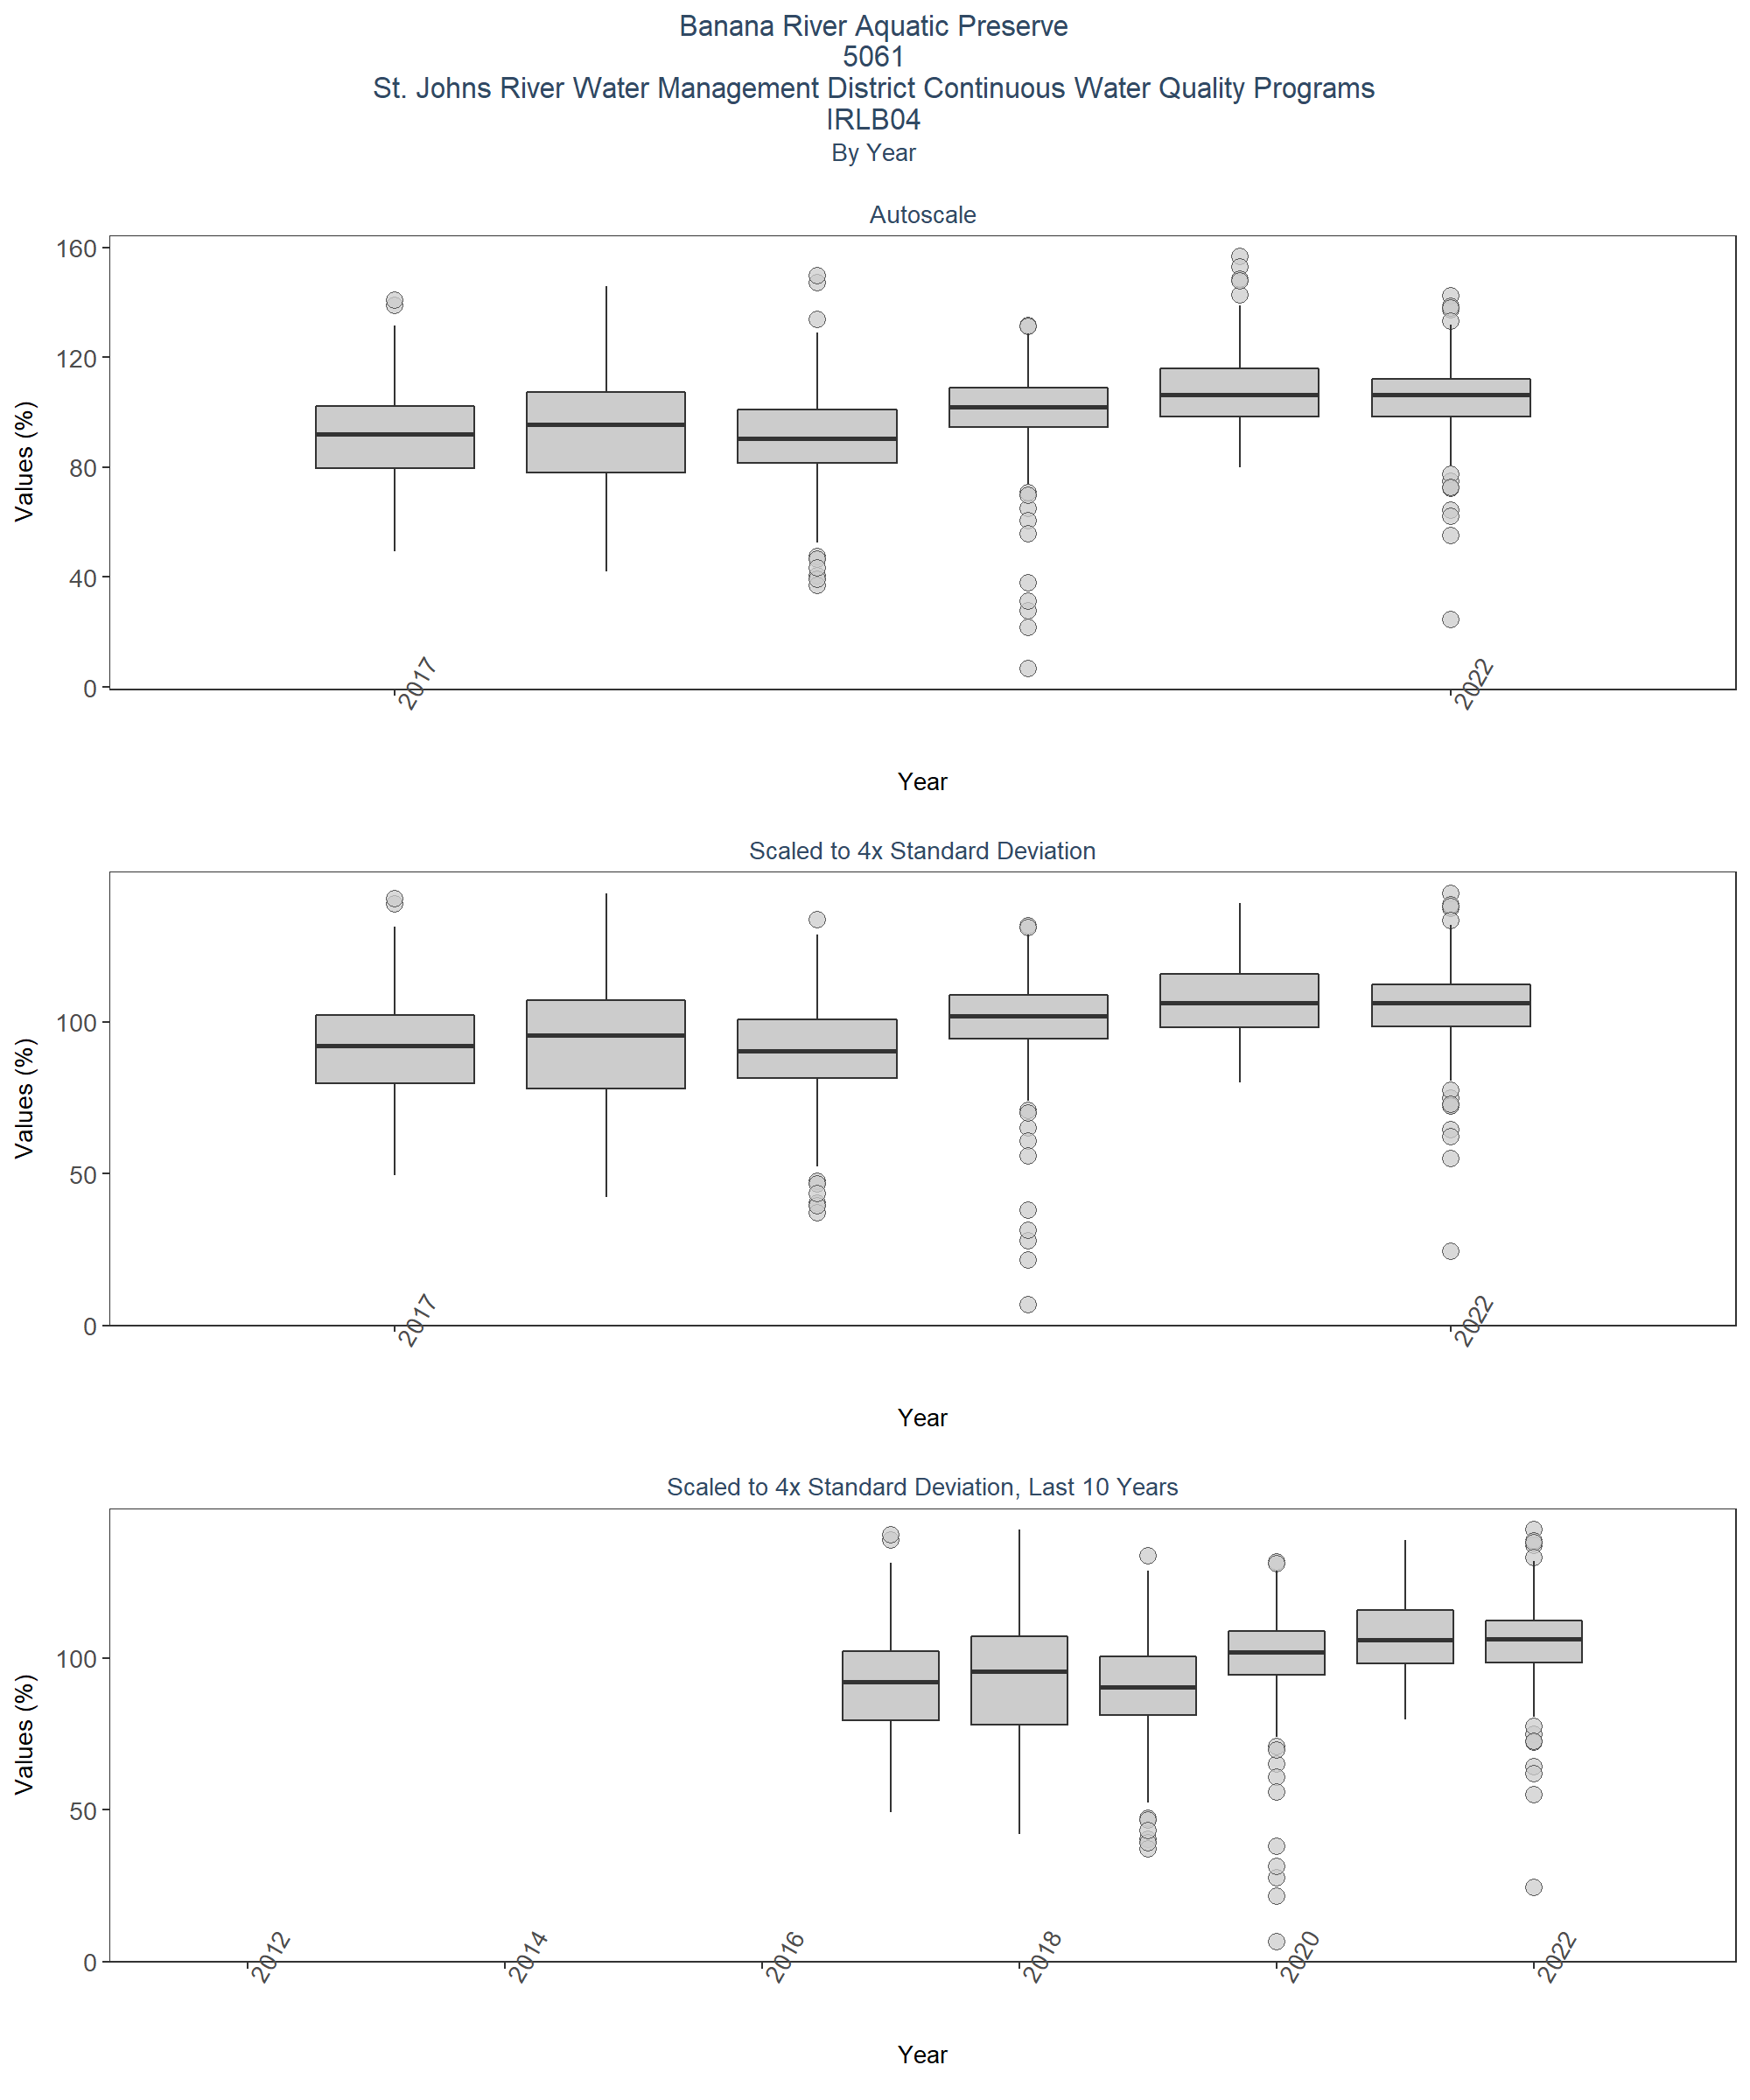 Banana River Aquatic Preserve
5061
St. Johns River Water Management District Continuous Water Quality Programs
IRLB04
By Year
Autoscale
160
120
80
40
0
Values (%)
2017
2022
Year
Scaled to 4x Standard Deviation
100
50
0
Values (%)
2017
2022
Year
Scaled to 4x Standard Deviation, Last 10 Years
100
50
0
Values (%)
2012
2014
2016
2018
2020
2022
Year